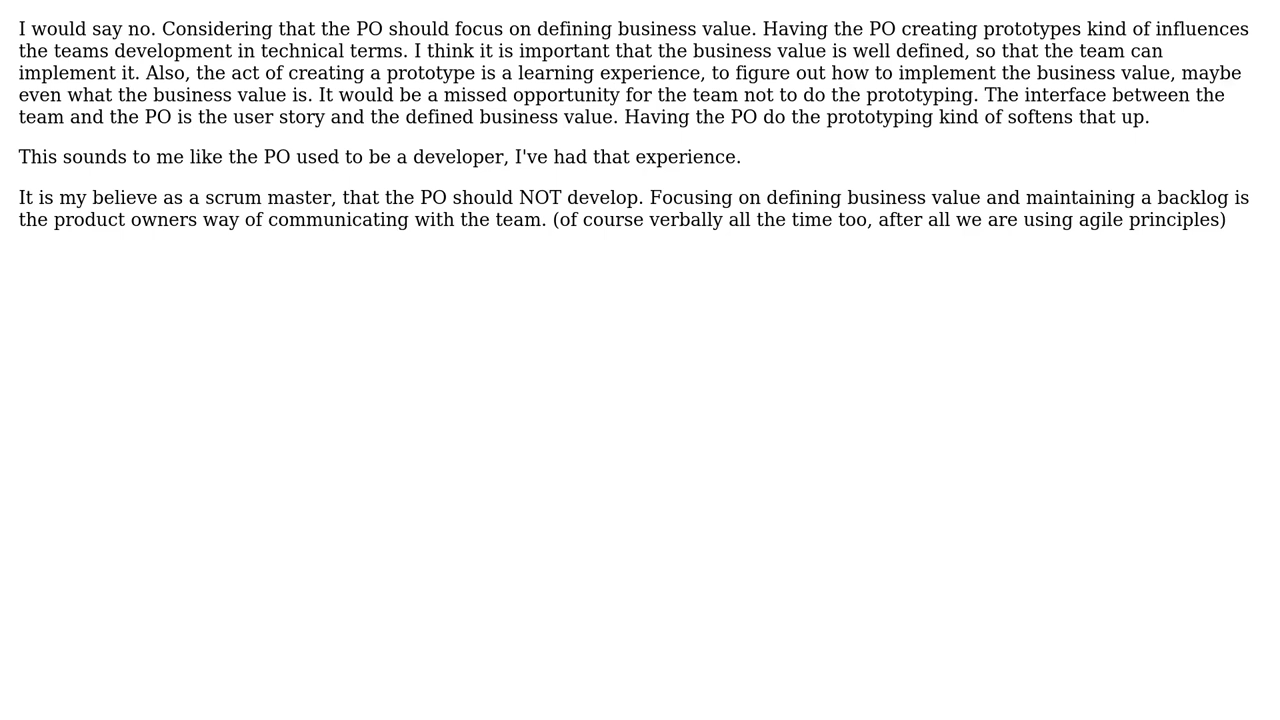 I would say no. Considering that the PO should focus on defining business value. Having the PO creating prototypes kind of influences
the teams development in technical terms. I think it is important that the business value is well defined, so that the team can
implement it. Also, the act of creating a prototype is a learning experience, to figure out how to implement the business value, maybe
even what the business value is. It would be a missed opportunity for the team not to do the prototyping. The interface between the
team and the PO is the user story and the defined business value. Having the PO do the prototyping kind of softens that up.
This sounds to me like the PO used to be a developer, I've had that experience.
It is my believe as a scrum master, that the PO should NOT develop. Focusing on defining business value and maintaining a backlog is
the product owners way of communicating with the team. (of course verbally all the time too, after all we are using agile principles)